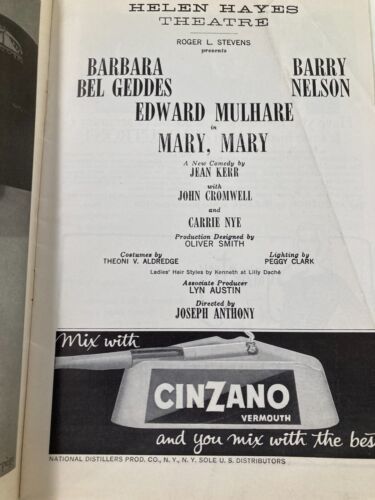 HELEN HAYES
THEATRE
ROGER L. STEVENS
presents
BARBARA BARRY
BEL GEDDES NELSON
EDWARD MULHARE
in
MARY, MARY
A New Comedy by
JEAN KERR
with
JOHN CROMWELL
and
CARRIE NYE
Production Designed by
OLIVER SMITH
Costumes by Lighting by
THEONI V. ALDREDGE PEGGY CLARK
Ladies' Hair Styles by Kenneth at Lilly Daché
Associate Producer
LYN AUSTIN
Directed by
JOSEPH ANTHONY
Mix with
CINZANO
VERMOUTH
and you mix with the best
NATIONAL DISTILLERS PROD. CO., N.Y., N.Y. SOLE U.S. DISTRIBUTORS